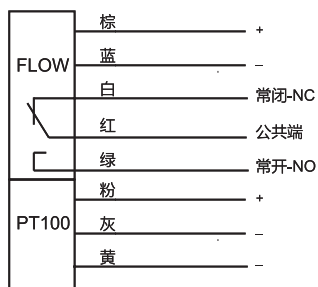 棕 +
FLOW
蓝 —
白 常闭-NC
红 公共端
绿 常开-NO
粉 +
PT100
灰 —
黄 —